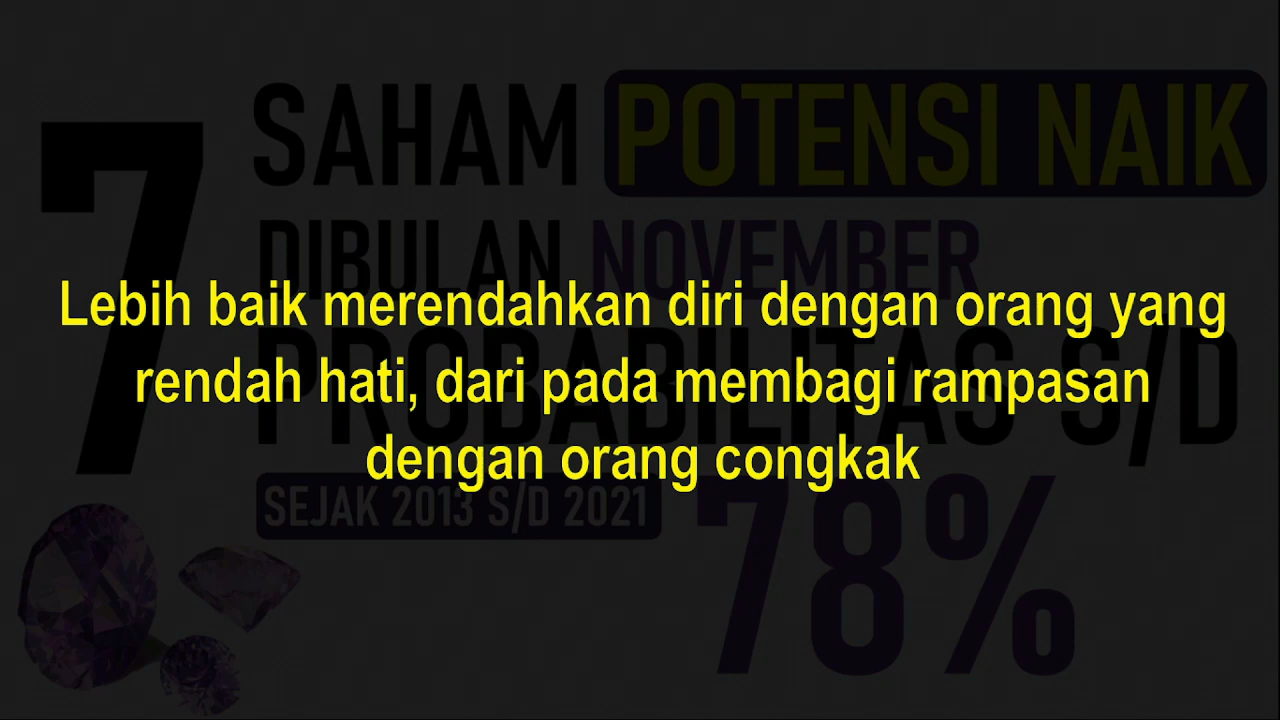 7
SAHAM POTENSI NAIK
DIBULAN NOVEMBER
PROBABILITAS S/D
SEJAK 2013 S/D 2021
78%
Lebih baik merendahkan diri dengan orang yang
rendah hati, dari pada membagi rampasan
dengan orang congkak